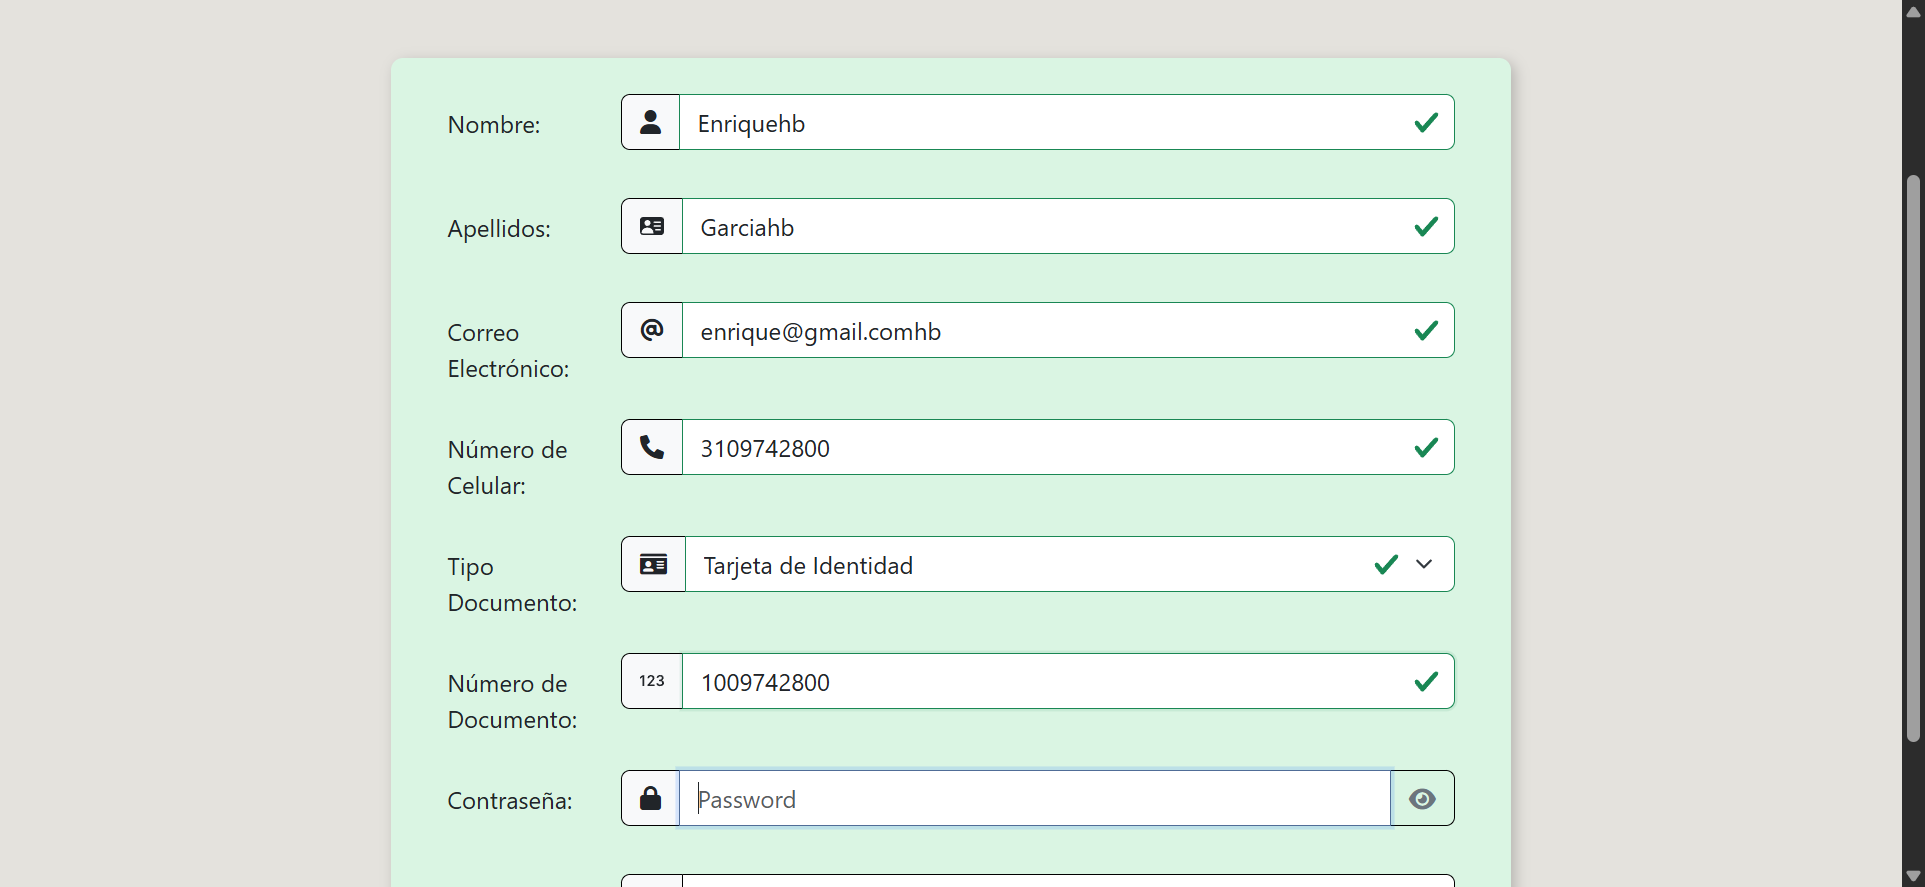 Nombre:
Enriquehb
Apellidos:
Garciahb
Correo
Electrónico:
enrique@gmail.comhb
Número de
Celular:
3109742800
Tipo
Documento:
Tarjeta de Identidad
Número de
Documento:
123
1009742800
Contraseña:
Password